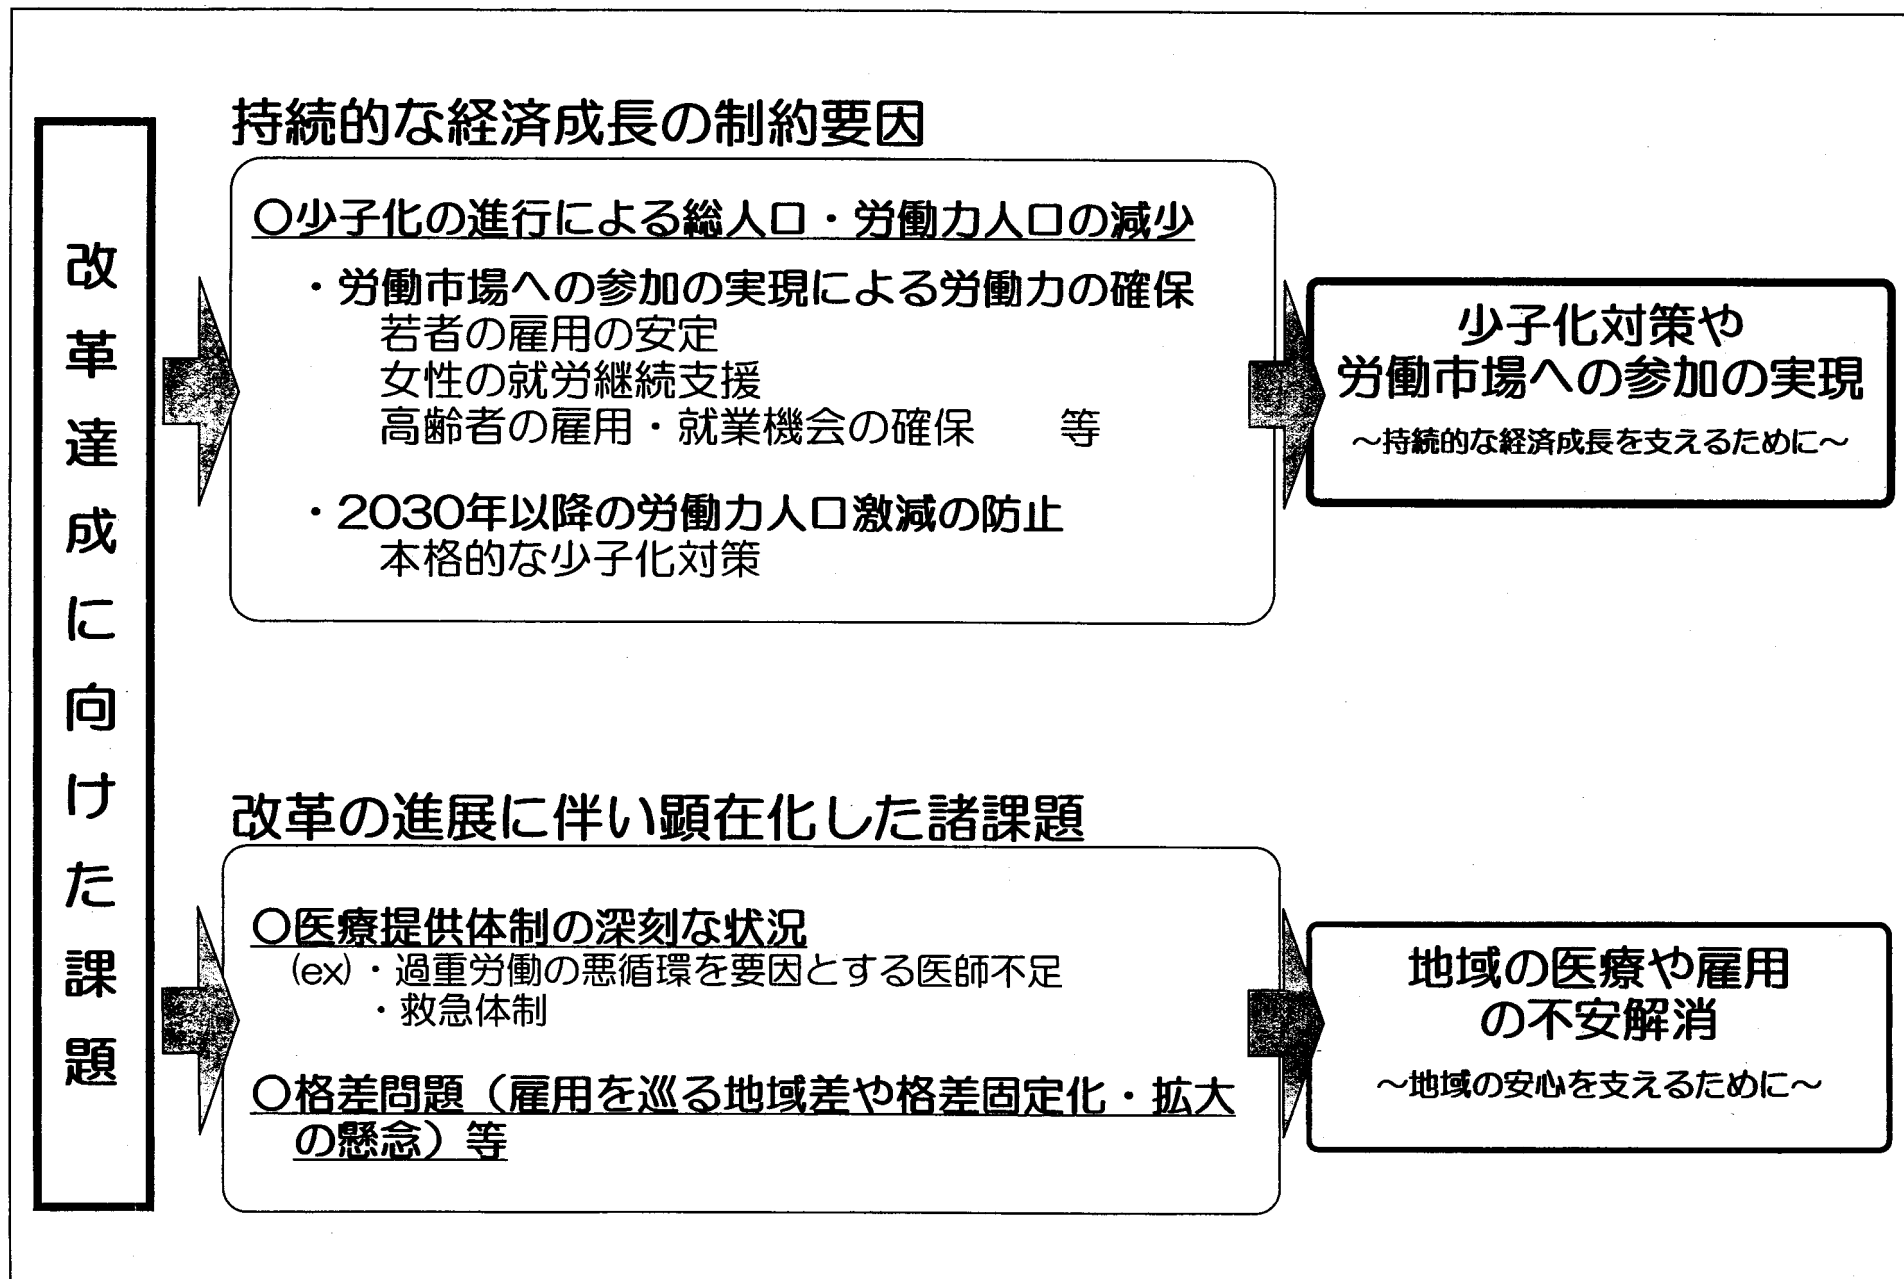 改革達成に向けた課題
持続的な経済成長の制約要因
○少子化の進行による総人口・労働力人口の減少
・労働市場への参加の実現による労働力の確保
若者の雇用の安定
女性の就労継続支援
高齢者の雇用・就業機会の確保　　等
・2030年以降の労働力人口激減の防止
本格的な少子化対策
少子化対策や
労働市場への参加の実現
～持続的な経済成長を支えるために～
改革の進展に伴い顕在化した諸課題
○医療提供体制の深刻な状況
(ex)・過重労働の悪循環を要因とする医師不足
・救急体制
○格差問題（雇用を巡る地域差や格差固定化・拡大
の懸念）等
地域の医療や雇用
の不安解消
～地域の安心を支えるために～